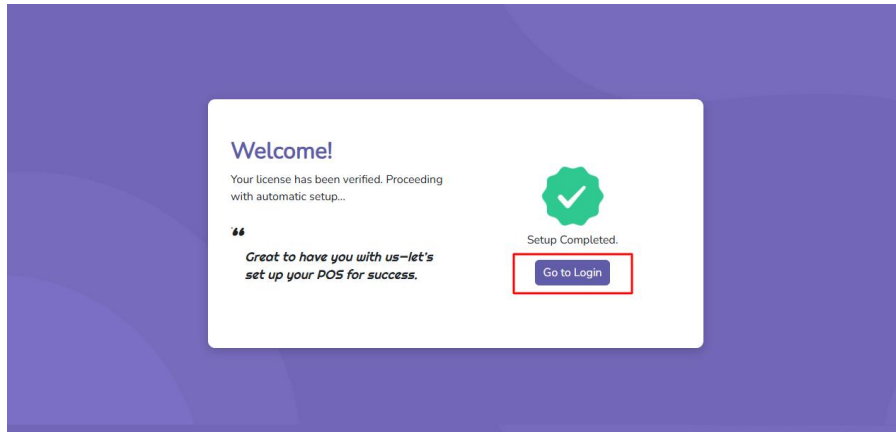 Welcome!
Your license has been verified. Proceeding
with automatic setup...
“
Great to have you with us—let's
set up your POS for success.
Setup Completed.
Go to Login